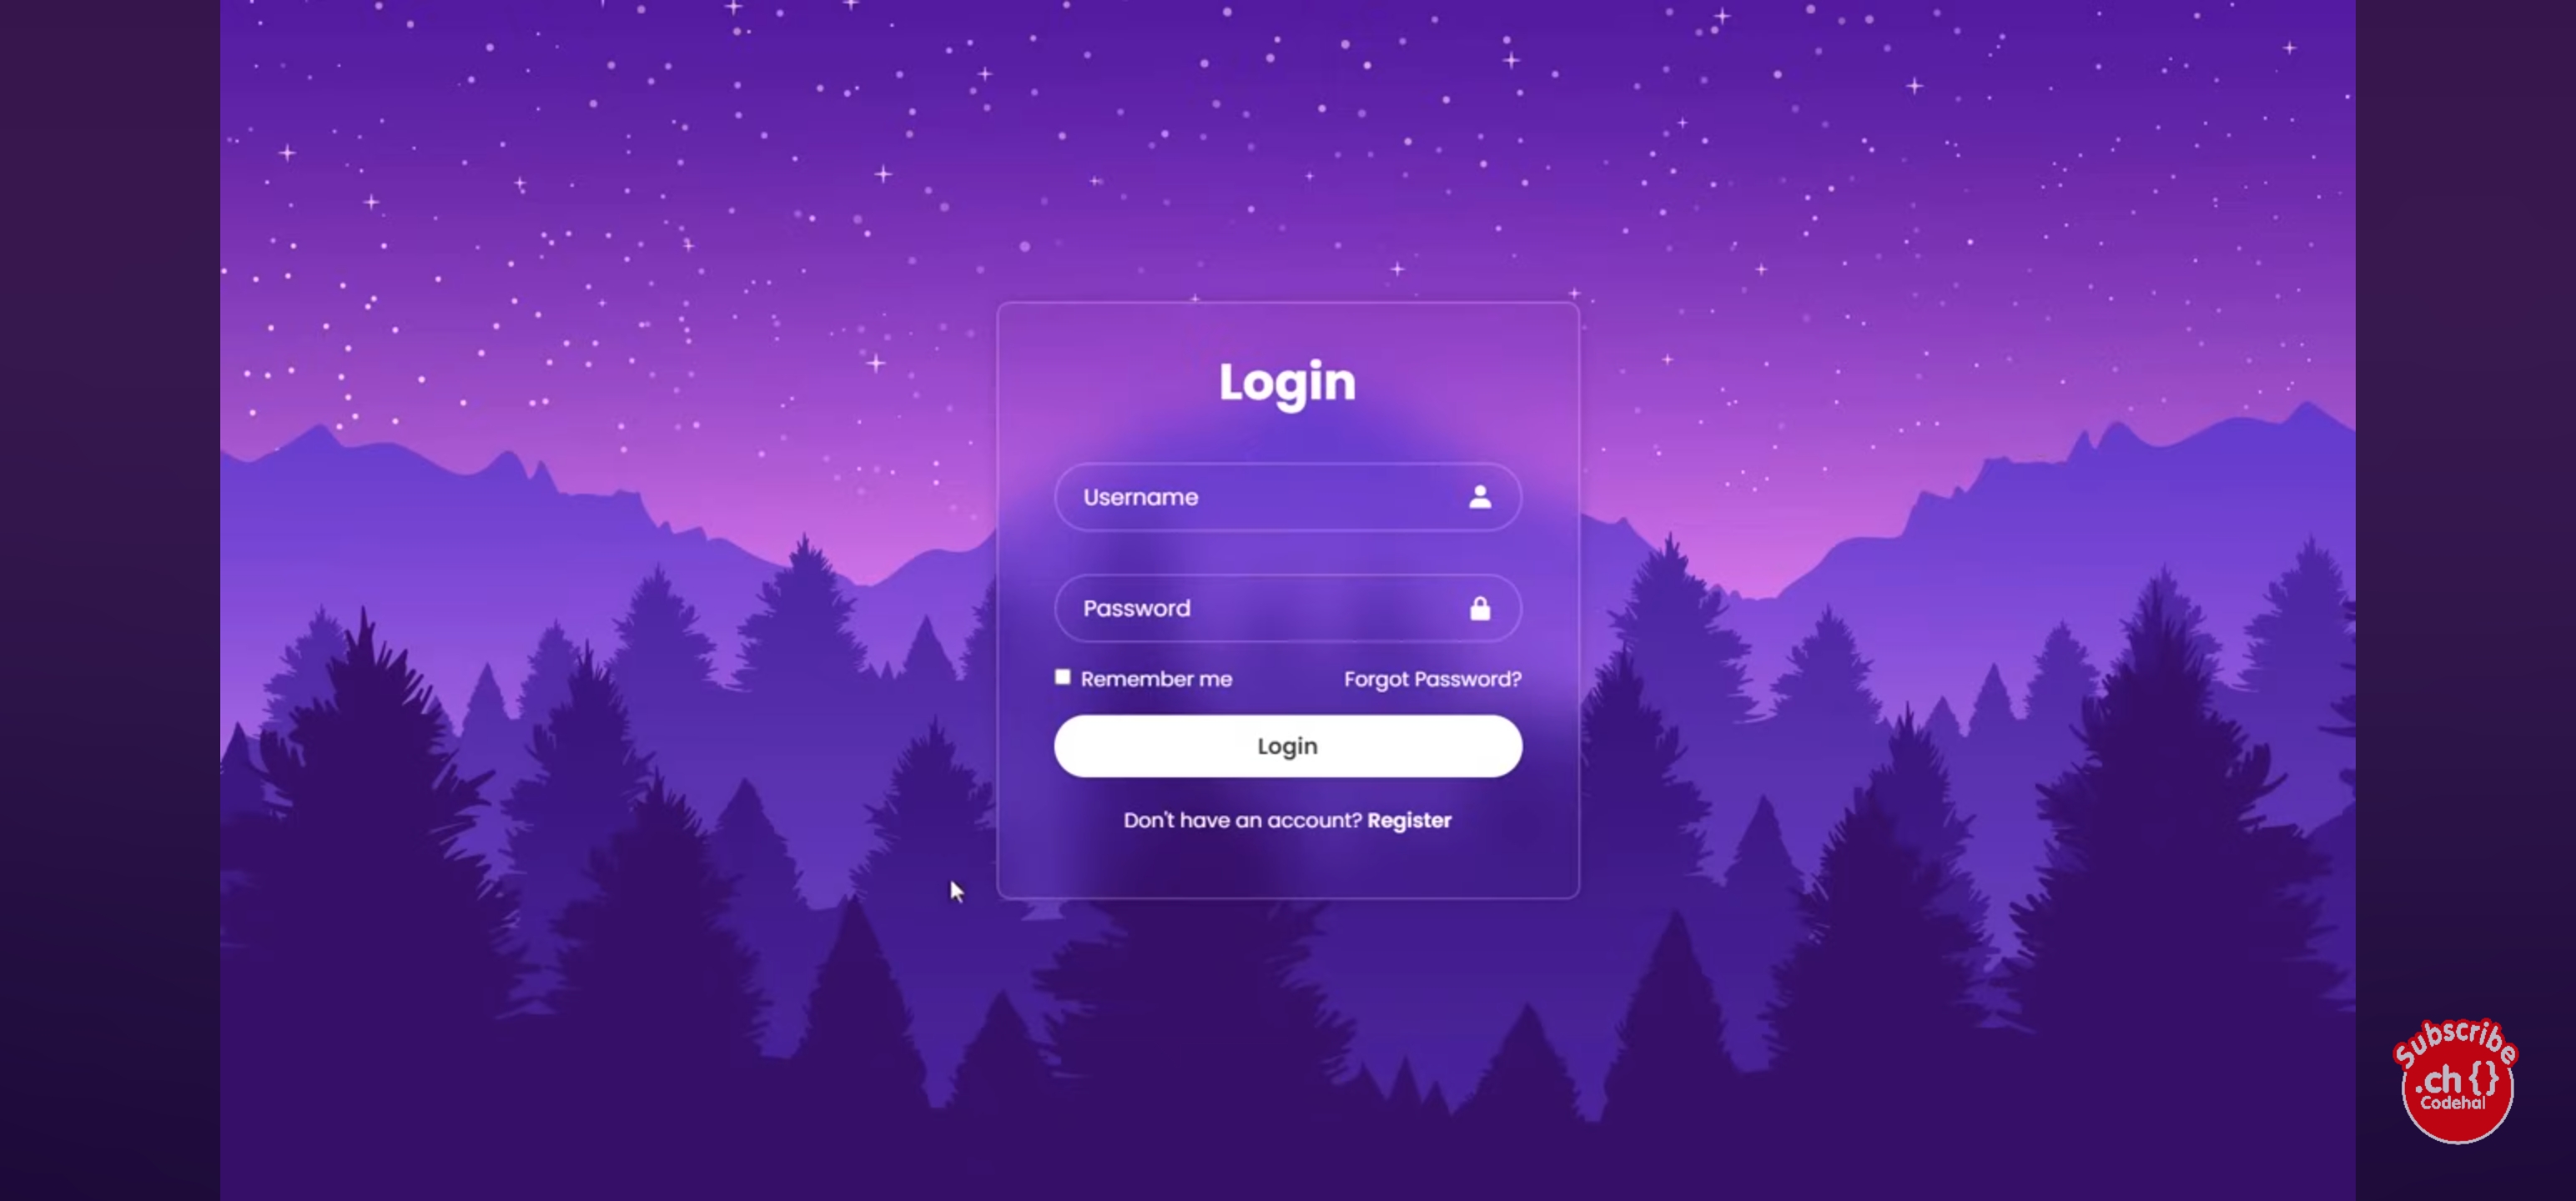 Login
Username
Password
Remember me
Forgot Password?
Login
Don't have an account? Register
Subscribe
.ch {}
Codehal